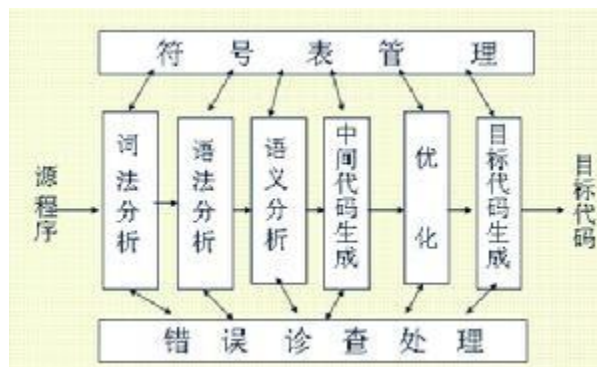 符号表管理
源程序
词法分析
语法分析
语义分析
中间代码生成
优化
目标代码生成
目标代码
错误诊查处理